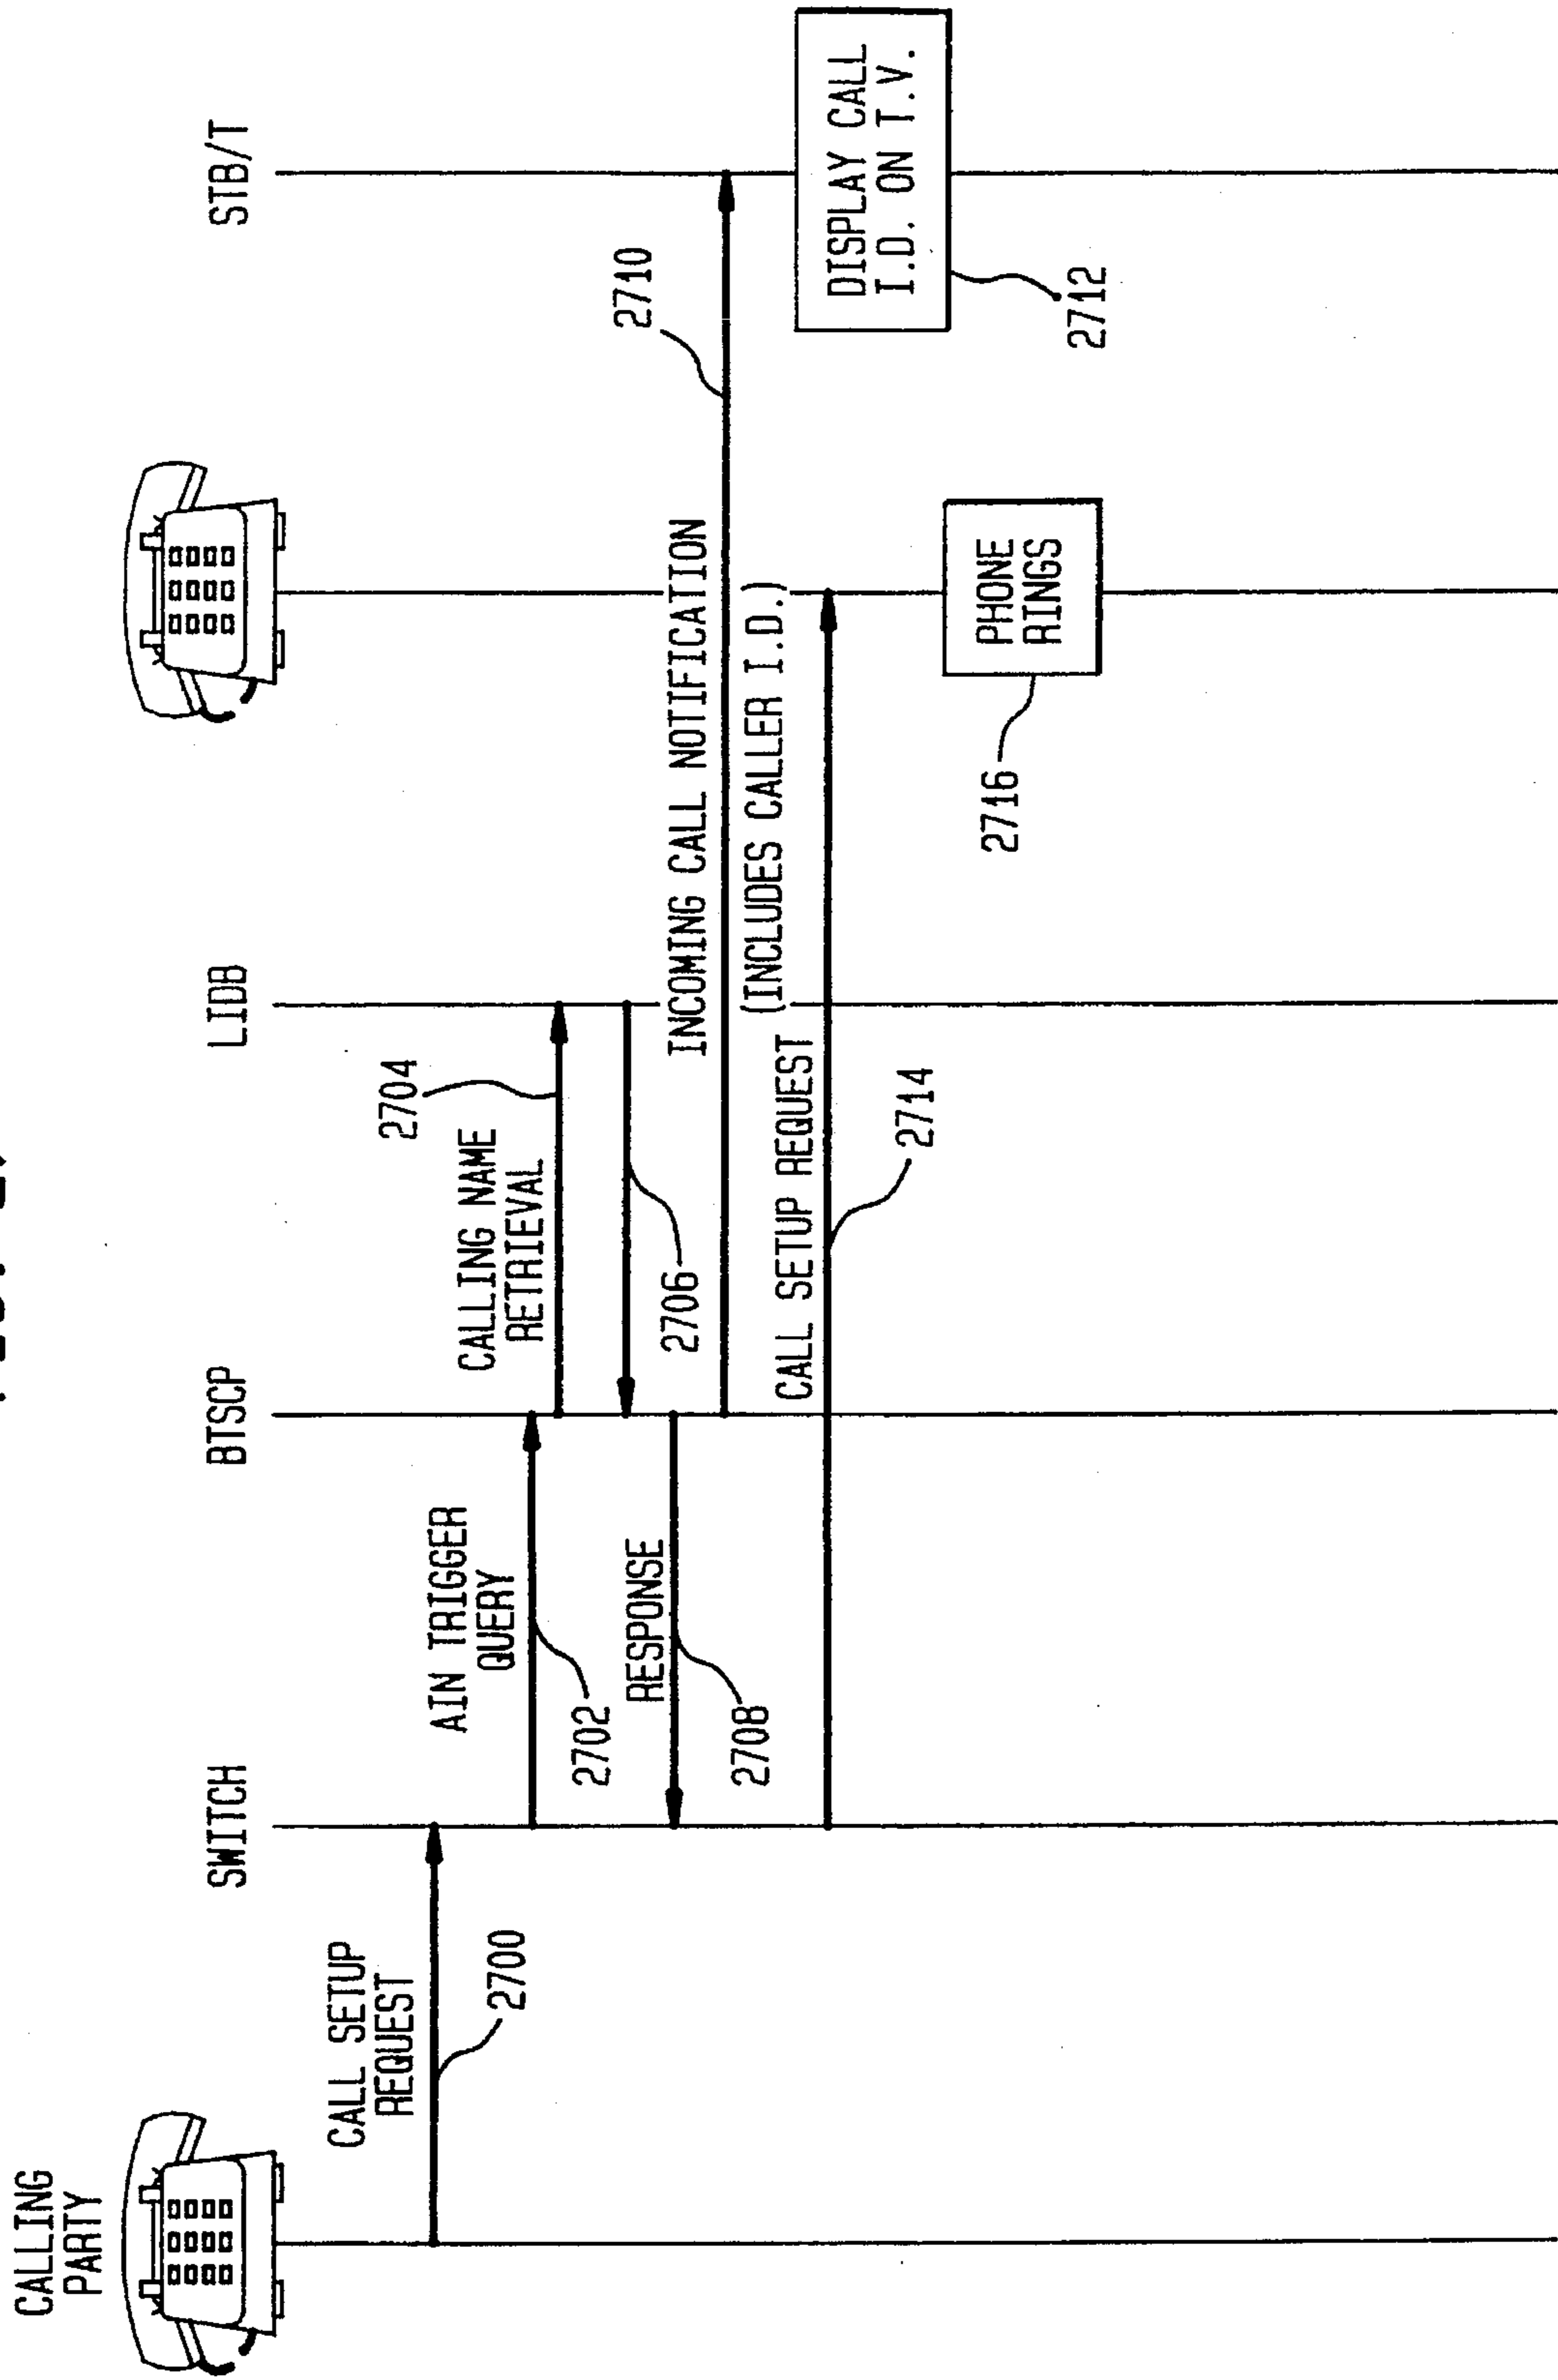 CALLING
PARTY
SWITCH
BTSCP
LIDB
STB/T
CALL SETUP
REQUEST
2700
AIN TRIGGER
QUERY
2702
CALLING NAME
RETRIEVAL
2704
2706
RESPONSE
2708
INCOMING CALL NOTIFICATION
(INCLUDES CALLER I.D.)
2710
DISPLAY CALL
I.D. ON T.V.
2712
CALL SETUP REQUEST
2714
PHONE
RINGS
2716